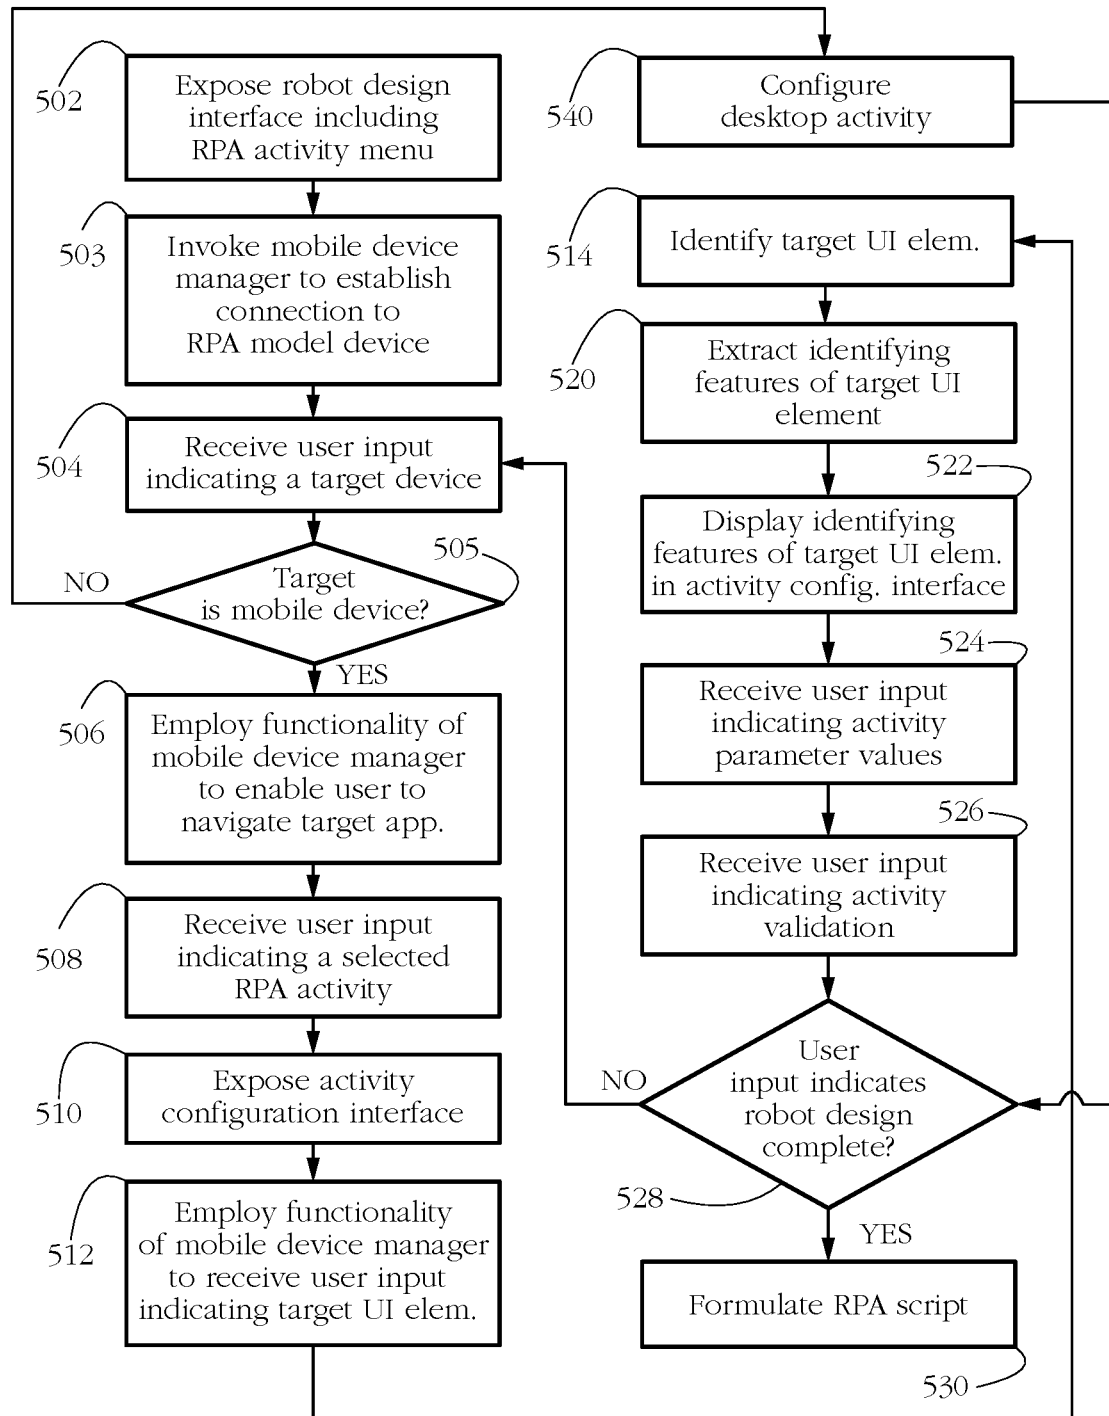 502
Expose robot design
interface including
RPA activity menu
503
Invoke mobile device
manager to establish
connection to
RPA model device
504
Receive user input
indicating a target device
505
Target
is mobile device?
NO
YES
506
Employ functionality of
mobile device manager
to enable user to
navigate target app.
508
Receive user input
indicating a selected
RPA activity
510
Expose activity
configuration interface
512
Employ functionality
of mobile device manager
to receive user input
indicating target UI elem.
540
Configure
desktop activity
514
Identify target UI elem.
520
Extract identifying
features of target UI
element
522
Display identifying
features of target UI elem.
in activity config. interface
524
Receive user input
indicating activity
parameter values
526
Receive user input
indicating activity
validation
NO
User
input indicates
robot design
complete?
528
YES
Formulate RPA script
530